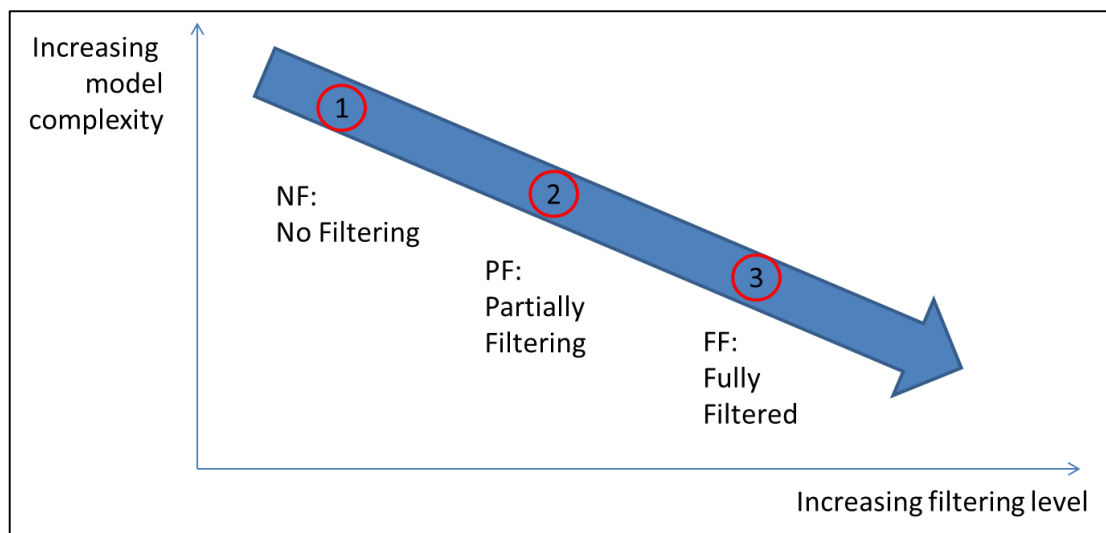 Increasing
model
complexity
1
NF:
No Filtering
2
PF:
Partially
Filtering
3
FF:
Fully
Filtered
Increasing filtering level